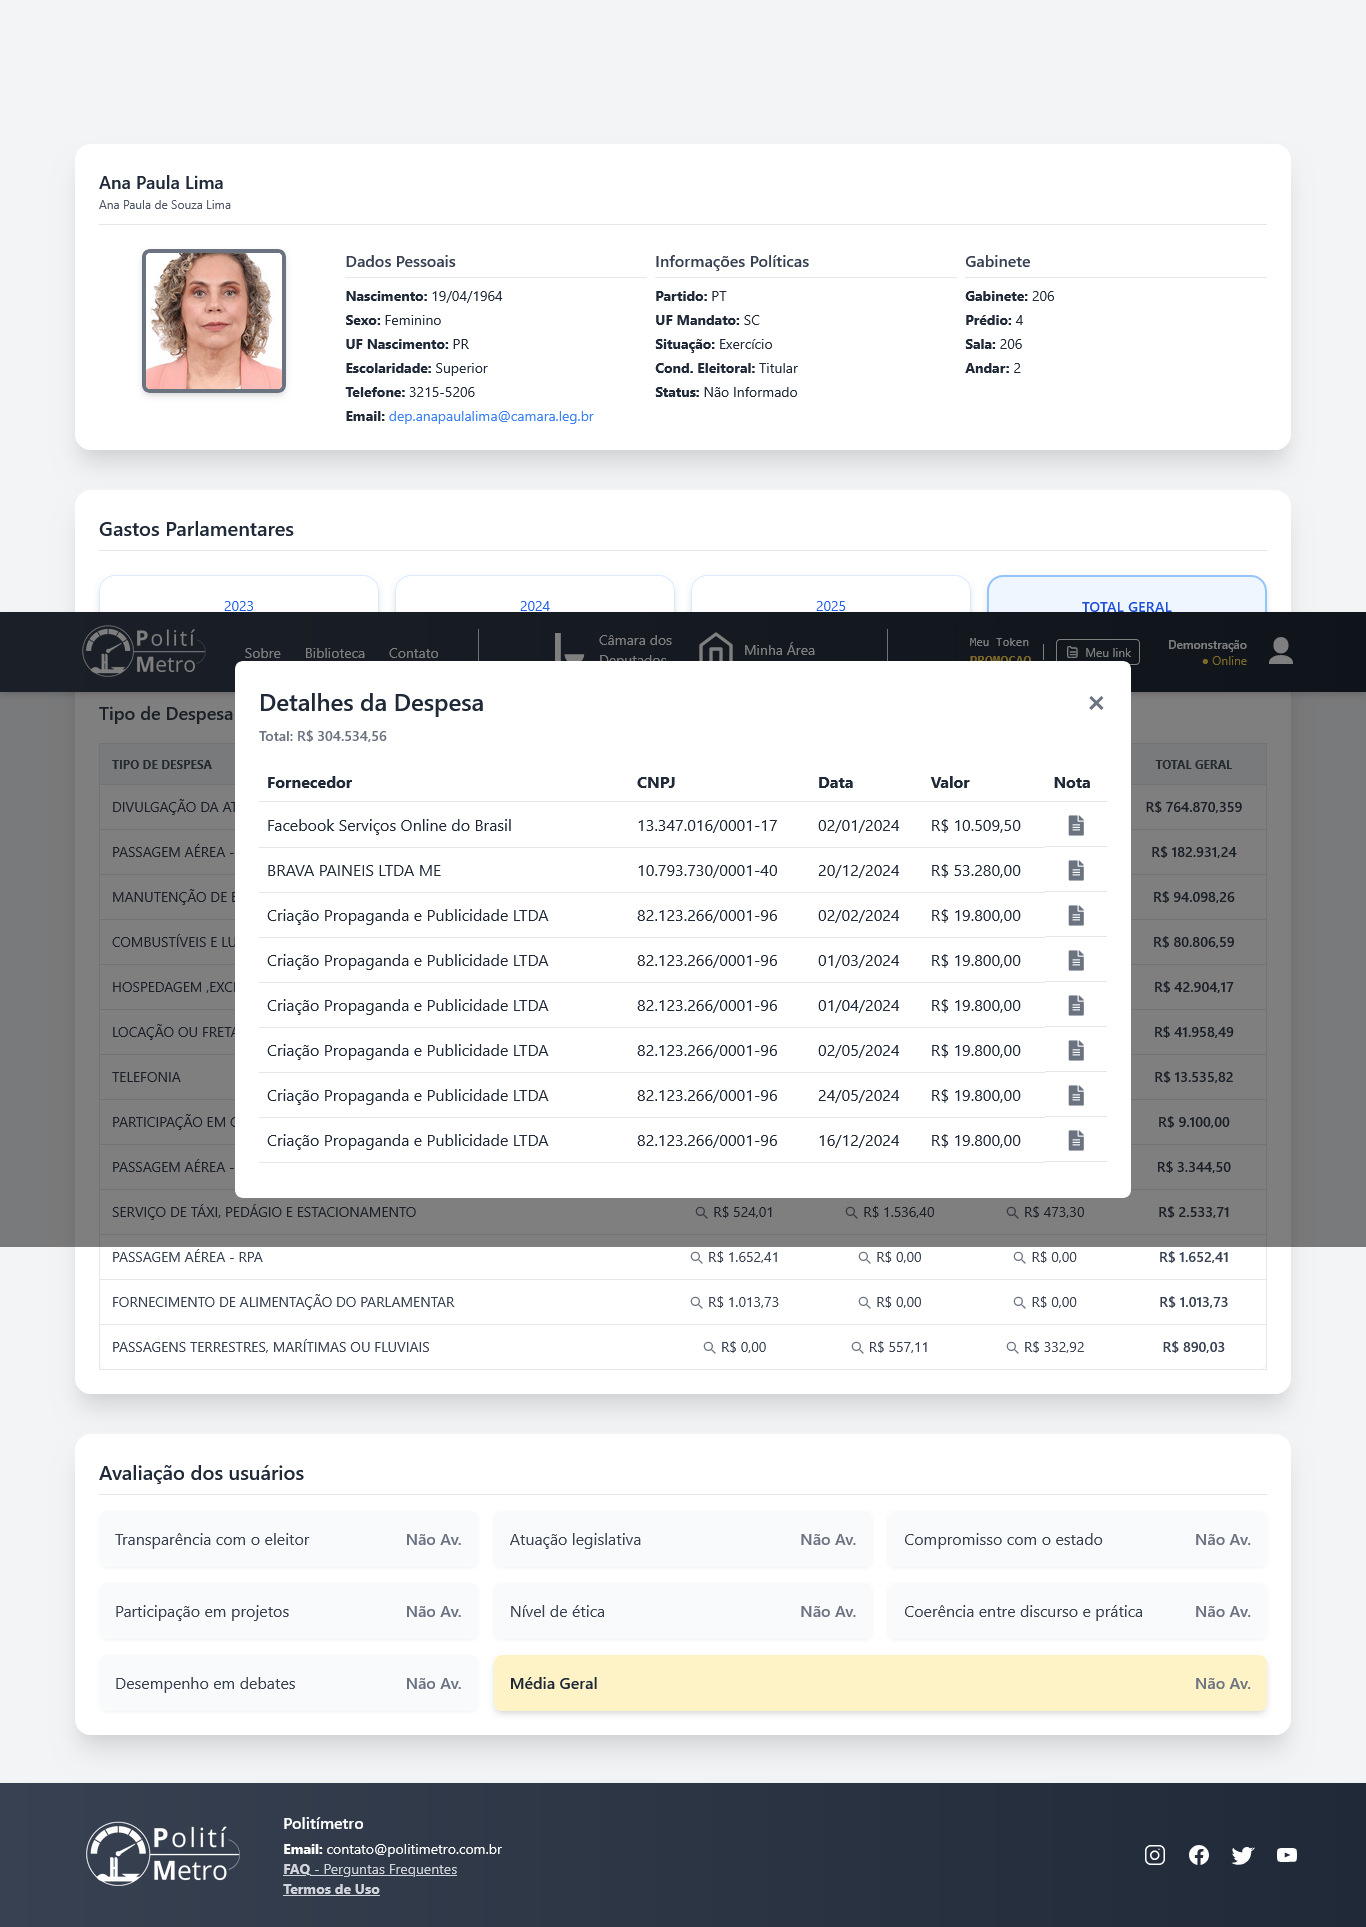 Ana Paula Lima
Ana Paula de Souza Lima
Dados Pessoais
Nascimento: 19/04/1964
Sexo: Feminino
UF Nascimento: PR
Escolaridade: Superior
Telefone: 3215-5206
Email: dep.anapaulalima@camara.leg.br
Informações Políticas
Partido: PT
UF Mandato: SC
Situação: Exercício
Cond. Eleitoral: Titular
Status: Não Informado
Gabinete
Gabinete: 206
Prédio: 4
Sala: 206
Andar: 2
Gastos Parlamentares
2023 2024 2025 TOTAL GERAL
Polití Metro
Sobre Biblioteca Contato
Câmara dos
Deputados
Minha Área
Meu Token
PROMOCAO
Meu link
Demonstração
● Online
Tipo de Despesa
Detalhes da Despesa
Total: R$ 304.534,56
Fornecedor CNPJ Data Valor Nota
Facebook Serviços Online do Brasil 13.347.016/0001-17 02/01/2024 R$ 10.509,50
BRAVA PAINEIS LTDA ME 10.793.730/0001-40 20/12/2024 R$ 53.280,00
Criação Propaganda e Publicidade LTDA 82.123.266/0001-96 02/02/2024 R$ 19.800,00
Criação Propaganda e Publicidade LTDA 82.123.266/0001-96 01/03/2024 R$ 19.800,00
Criação Propaganda e Publicidade LTDA 82.123.266/0001-96 01/04/2024 R$ 19.800,00
Criação Propaganda e Publicidade LTDA 82.123.266/0001-96 02/05/2024 R$ 19.800,00
Criação Propaganda e Publicidade LTDA 82.123.266/0001-96 24/05/2024 R$ 19.800,00
Criação Propaganda e Publicidade LTDA 82.123.266/0001-96 16/12/2024 R$ 19.800,00
TIPO DE DESPESA TOTAL GERAL
DIVULGAÇÃO DA R$ 764.870,359
PASSAGEM AÉREA - R$ 182.931,24
MANUTENÇÃO DE R$ 94.098,26
COMBUSTÍVEIS E R$ 80.806,59
HOSPEDAGEM R$ 42.904,17
LOCAÇÃO OU R$ 41.958,49
TELEFONIA R$ 13.535,82
PARTICIPAÇÃO EM R$ 9.100,00
PASSAGEM AÉREA - R$ 3.344,50
SERVIÇO DE TÁXI, PEDÁGIO E ESTACIONAMENTO R$ 524,01 R$ 1.536,40 R$ 473,30 R$ 2.533,71
PASSAGEM AÉREA - RPA R$ 1.652,41 R$ 0,00 R$ 0,00 R$ 1.652,41
FORNECIMENTO DE ALIMENTAÇÃO DO PARLAMENTAR R$ 1.013,73 R$ 0,00 R$ 0,00 R$ 1.013,73
PASSAGENS TERRESTRES, MARÍTIMAS OU FLUVIAIS R$ 0,00 R$ 557,11 R$ 332,92 R$ 890,03
Avaliação dos usuários
Transparência com o eleitor Não Av.
Atuação legislativa Não Av.
Compromisso com o estado Não Av.
Participação em projetos Não Av.
Nível de ética Não Av.
Coerência entre discurso e prática Não Av.
Desempenho em debates Não Av.
Média Geral Não Av.
Polití
Metro
Politímetro
Email: contato@politimetro.com.br
FAQ - Perguntas Frequentes
Termos de Uso